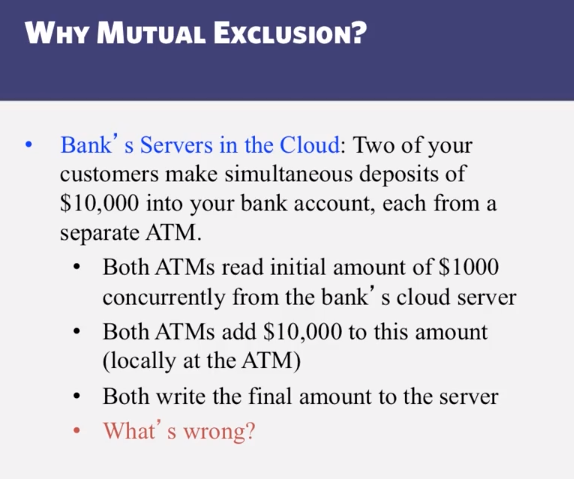 WHY MUTUAL EXCLUSION?
• Bank's Servers in the Cloud: Two of your
customers make simultaneous deposits of
$10,000 into your bank account, each from a
separate ATM.
• Both ATMs read initial amount of $1000
concurrently from the bank's cloud server
• Both ATMs add $10,000 to this amount
(locally at the ATM)
• Both write the final amount to the server
• What's wrong?